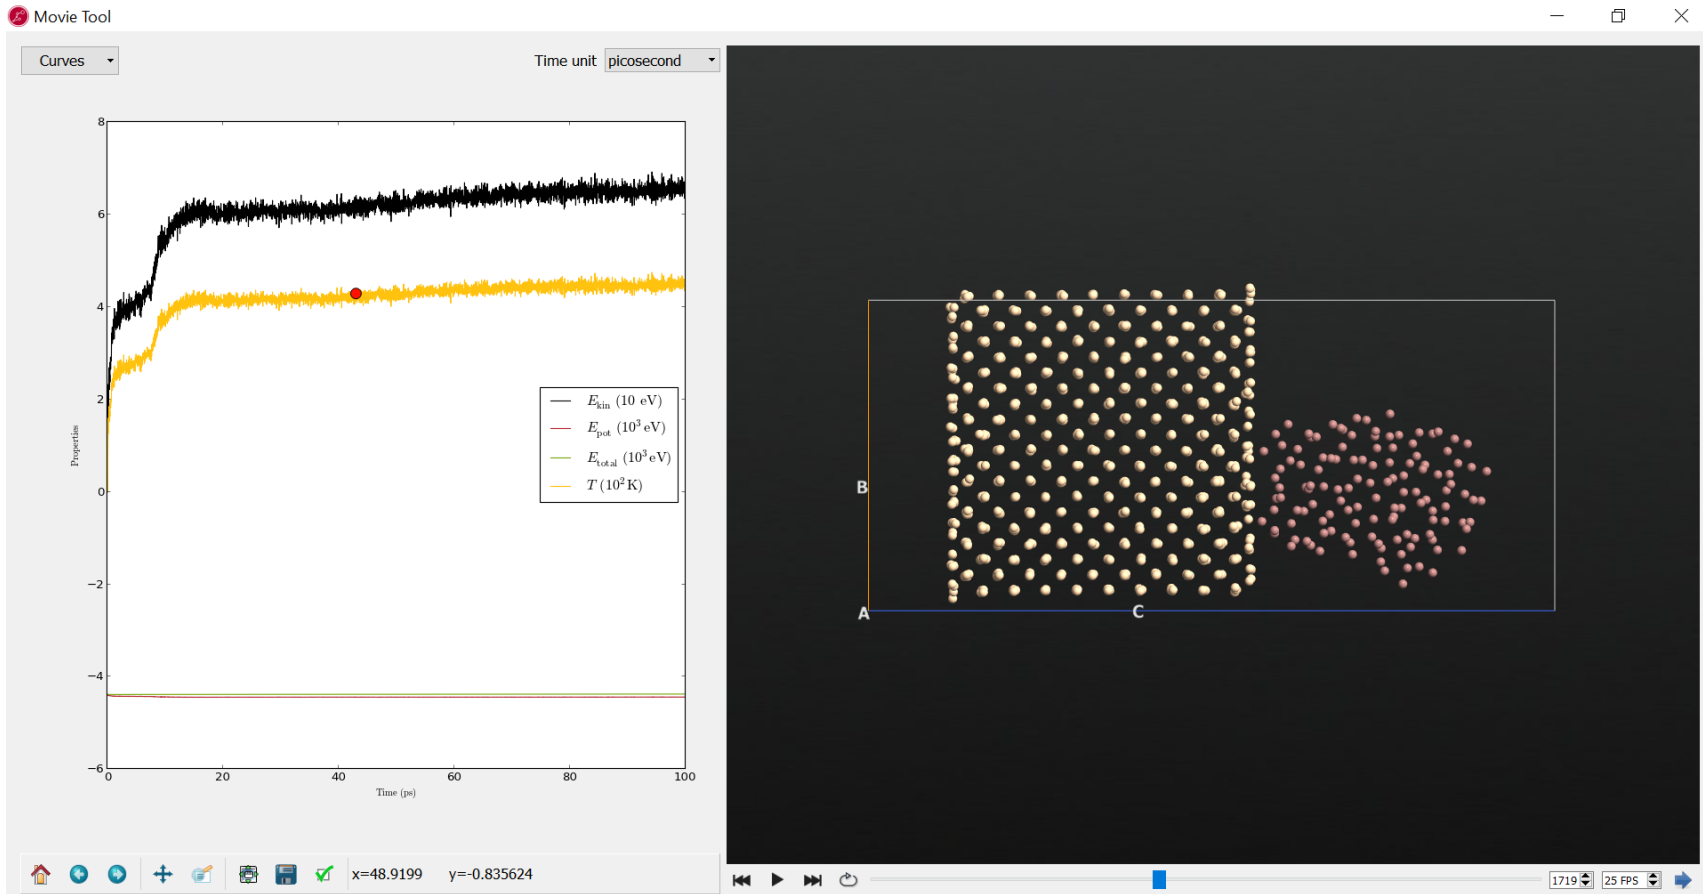 Movie Tool
Curves
Time unit picosecond
8
6
4
2
0
−2
−4
−6
0 20 40 60 80 100
Properties
Time (ps)
E_kin (10 eV)
E_pot (10^3 eV)
E_total (10^3 eV)
T (10^2 K)
x=48.9199 y=-0.835624
B
A
C
1719 25 FPS